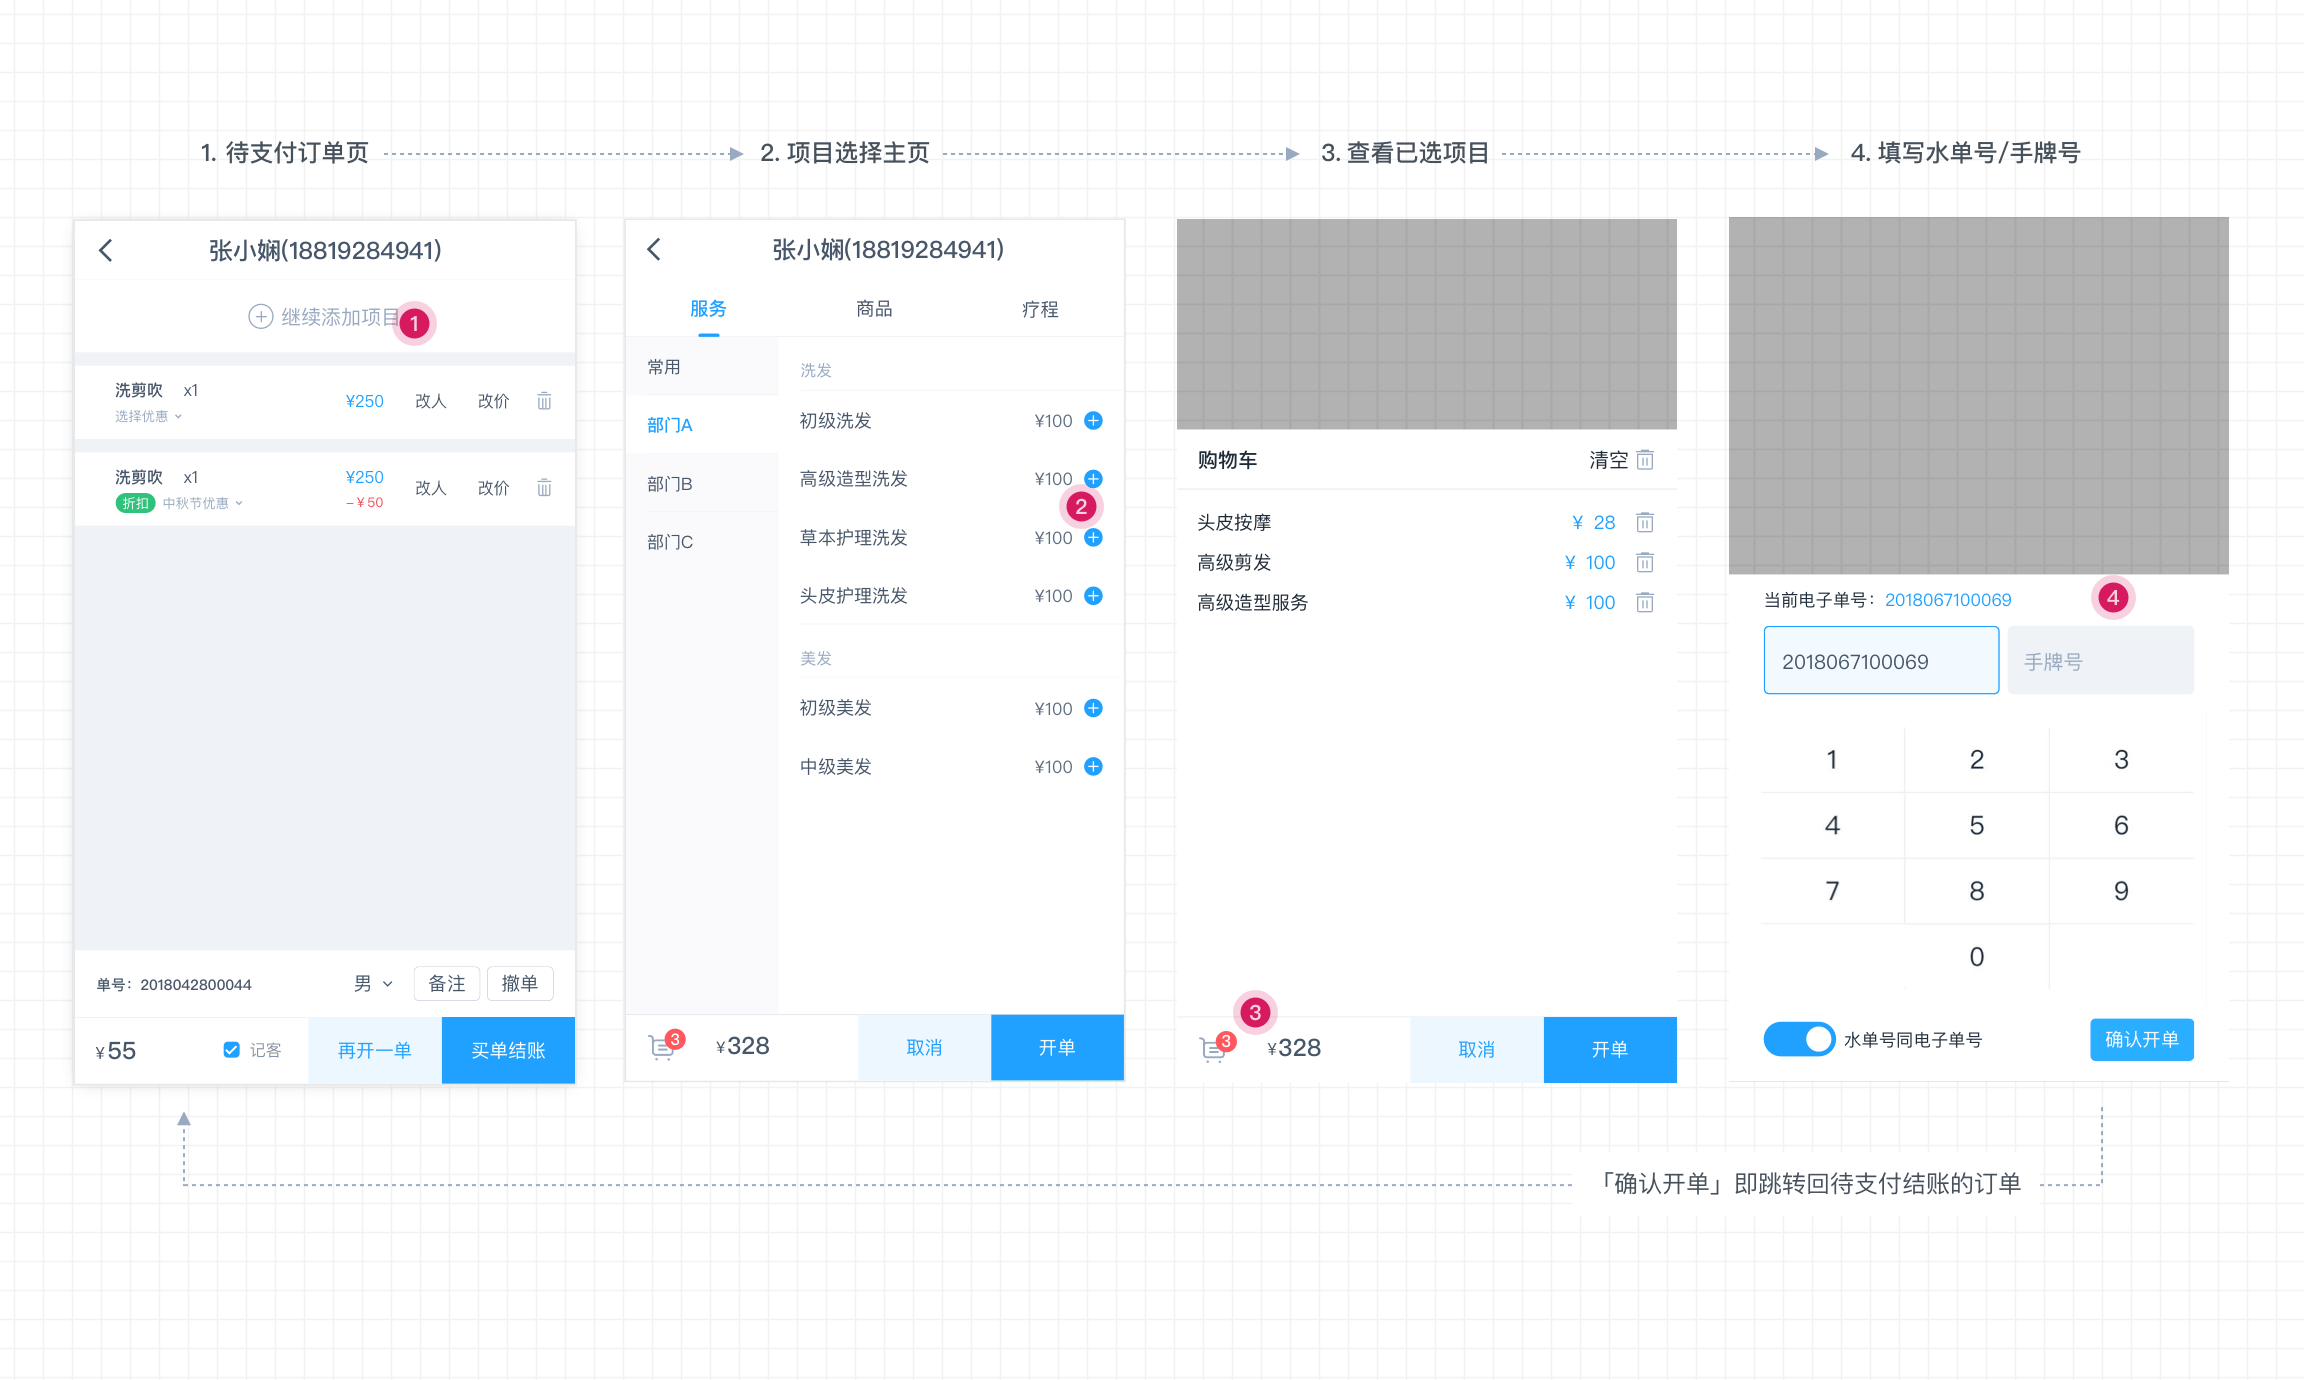 1. 待支付订单页
2. 项目选择主页
3. 查看已选项目
4. 填写水单号/手牌号
张小娴(18819284941)
继续添加项目
1
洗剪吹 x1
选择优惠
¥250 改人 改价
洗剪吹 x1
折扣 中秋节优惠
¥250
-¥50
改人 改价
单号：2018042800044
男
备注
撤单
¥55
记客
再开一单
买单结账
张小娴(18819284941)
服务
商品
疗程
常用
部门A
部门B
部门C
洗发
初级洗发 ¥100
高级造型洗发 ¥100
2
草本护理洗发 ¥100
头皮护理洗发 ¥100
美发
初级美发 ¥100
中级美发 ¥100
3
¥328
取消
开单
购物车
清空
头皮按摩 ¥ 28
高级剪发 ¥ 100
高级造型服务 ¥ 100
3
3
¥328
取消
开单
当前电子单号：2018067100069
4
2018067100069
手牌号
1 2 3
4 5 6
7 8 9
0
水单号同电子单号
确认开单
「确认开单」即跳转回待支付结账的订单